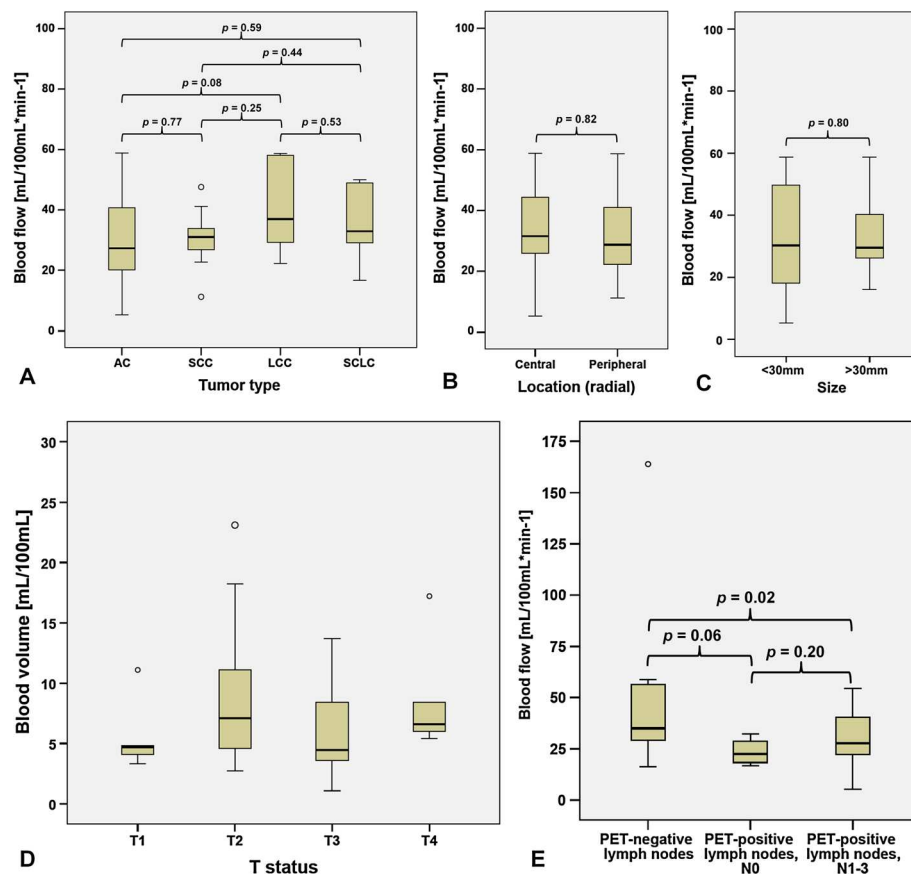 Blood flow [mL/100mL*min-1]
100
80
60
40
20
0
p = 0.59
p = 0.44
p = 0.08
p = 0.25
p = 0.77
p = 0.53
AC
SCC
LCC
SCLC
Tumor type
A
Blood flow [mL/100mL*min-1]
100
80
60
40
20
0
p = 0.82
Central
Peripheral
Location (radial)
B
Blood flow [mL/100mL*min-1]
100
80
60
40
20
0
p = 0.80
<30mm
>30mm
Size
C
Blood volume [mL/100mL]
30
25
20
15
10
5
0
T1
T2
T3
T4
T status
D
Blood flow [mL/100mL*min-1]
175
150
125
100
75
50
25
0
p = 0.02
p = 0.06
p = 0.20
PET-negative
lymph nodes
PET-positive
lymph nodes,
N0
PET-positive
lymph nodes,
N1-3
E